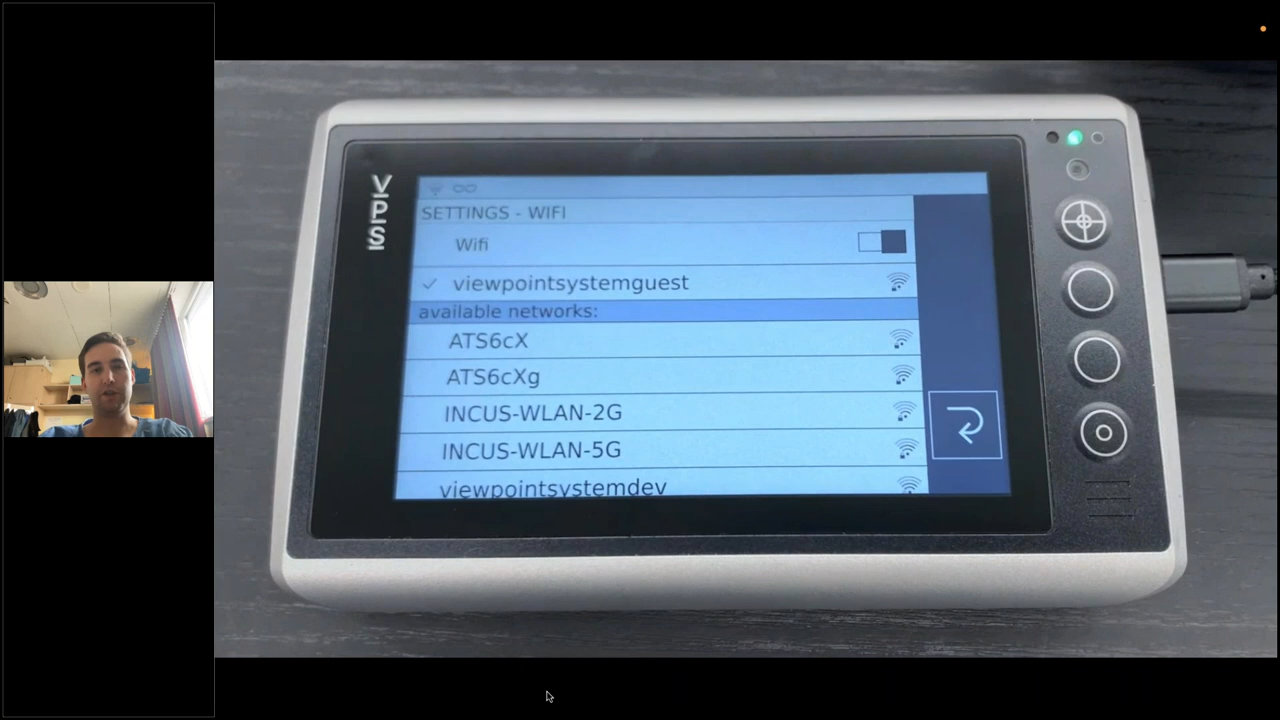 VPS
SETTINGS - WIFI
Wifi
viewpointsystemguest
available networks:
ATS6cX
ATS6cXg
INCUS-WLAN-2G
INCUS-WLAN-5G
viewpointsystemdev